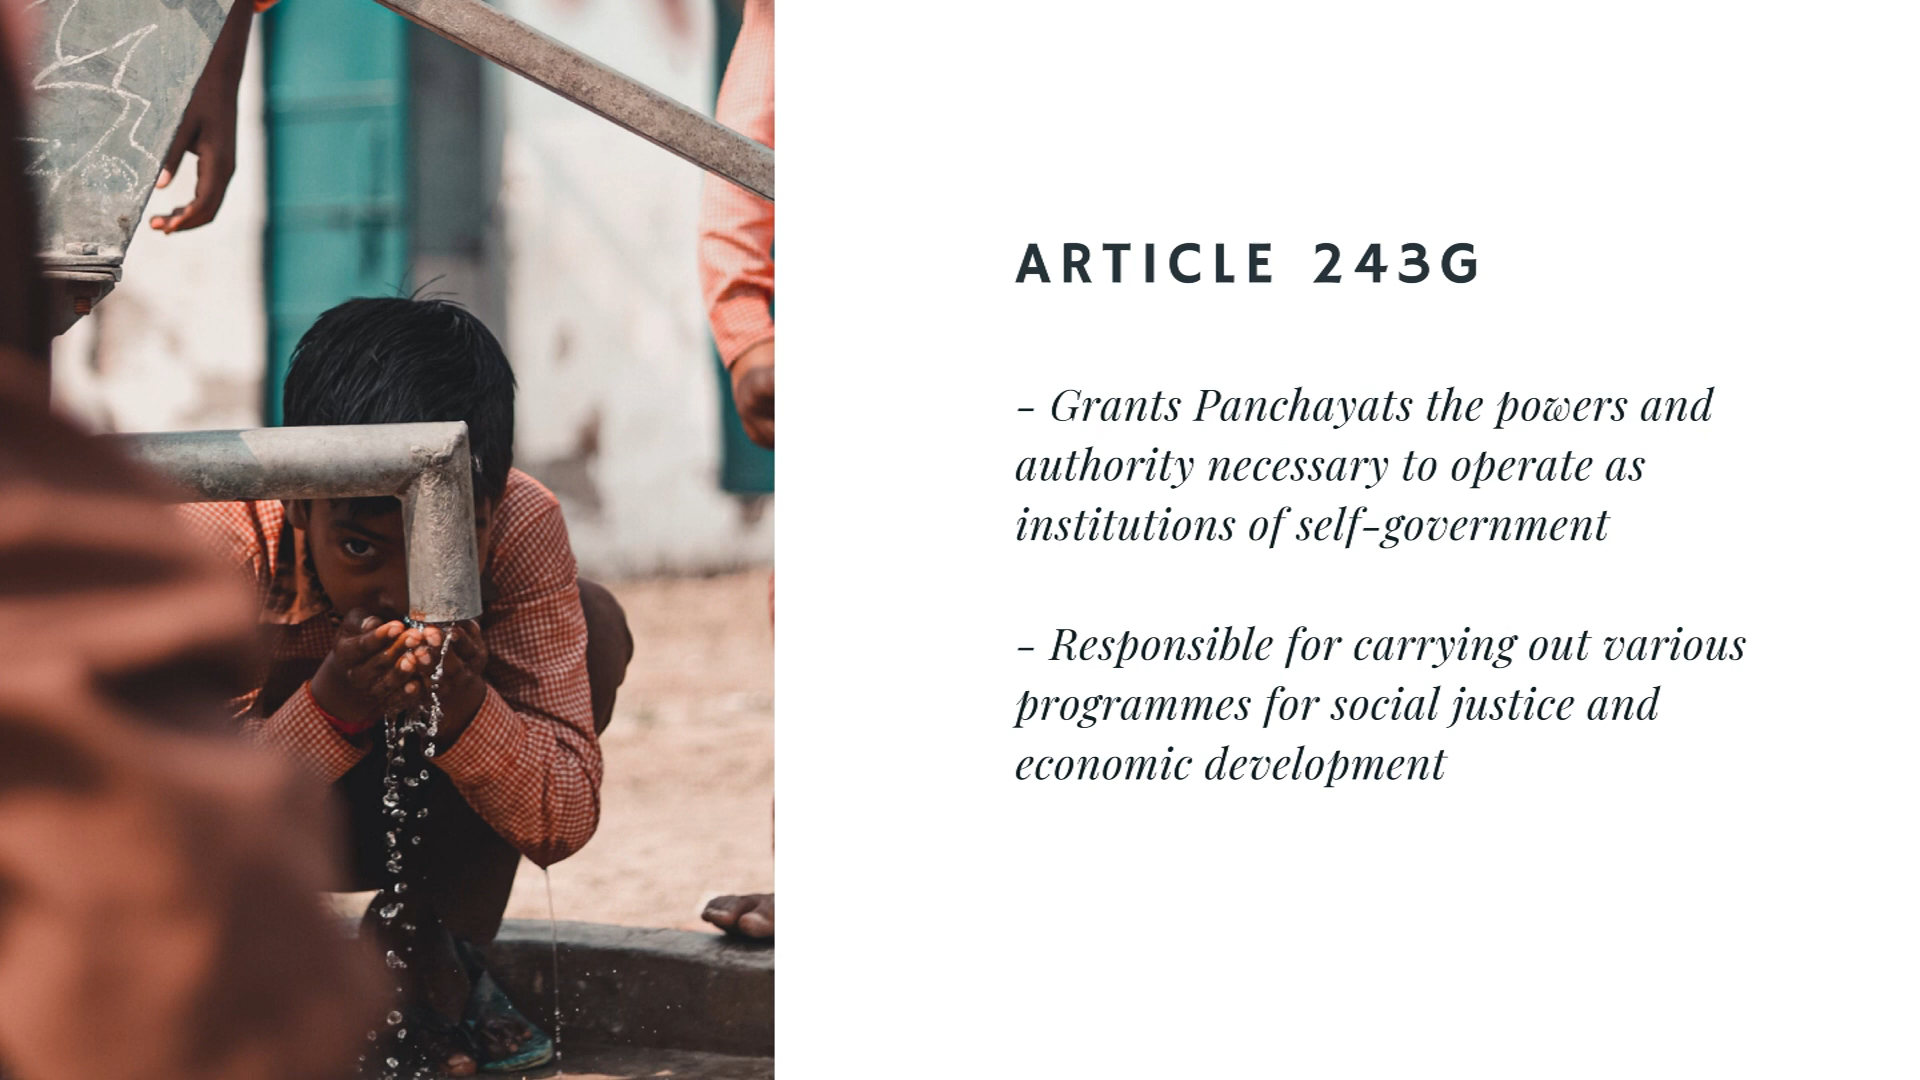 ARTICLE 243G
- Grants Panchayats the powers and
authority necessary to operate as
institutions of self-government
- Responsible for carrying out various
programmes for social justice and
economic development